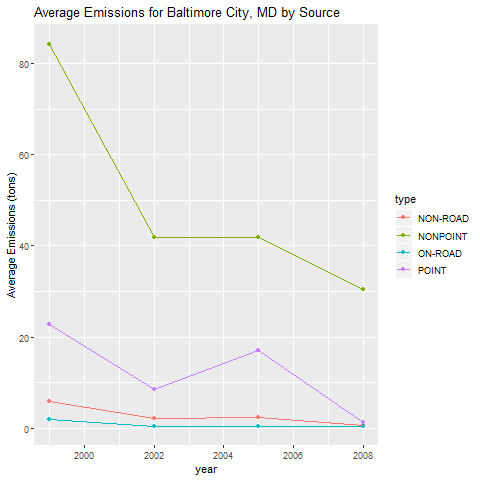 Average Emissions for Baltimore City, MD by Source
Average Emissions (tons)
80
60
40
20
0
2000
2002
2004
2006
2008
year
type
NON-ROAD
NONPOINT
ON-ROAD
POINT